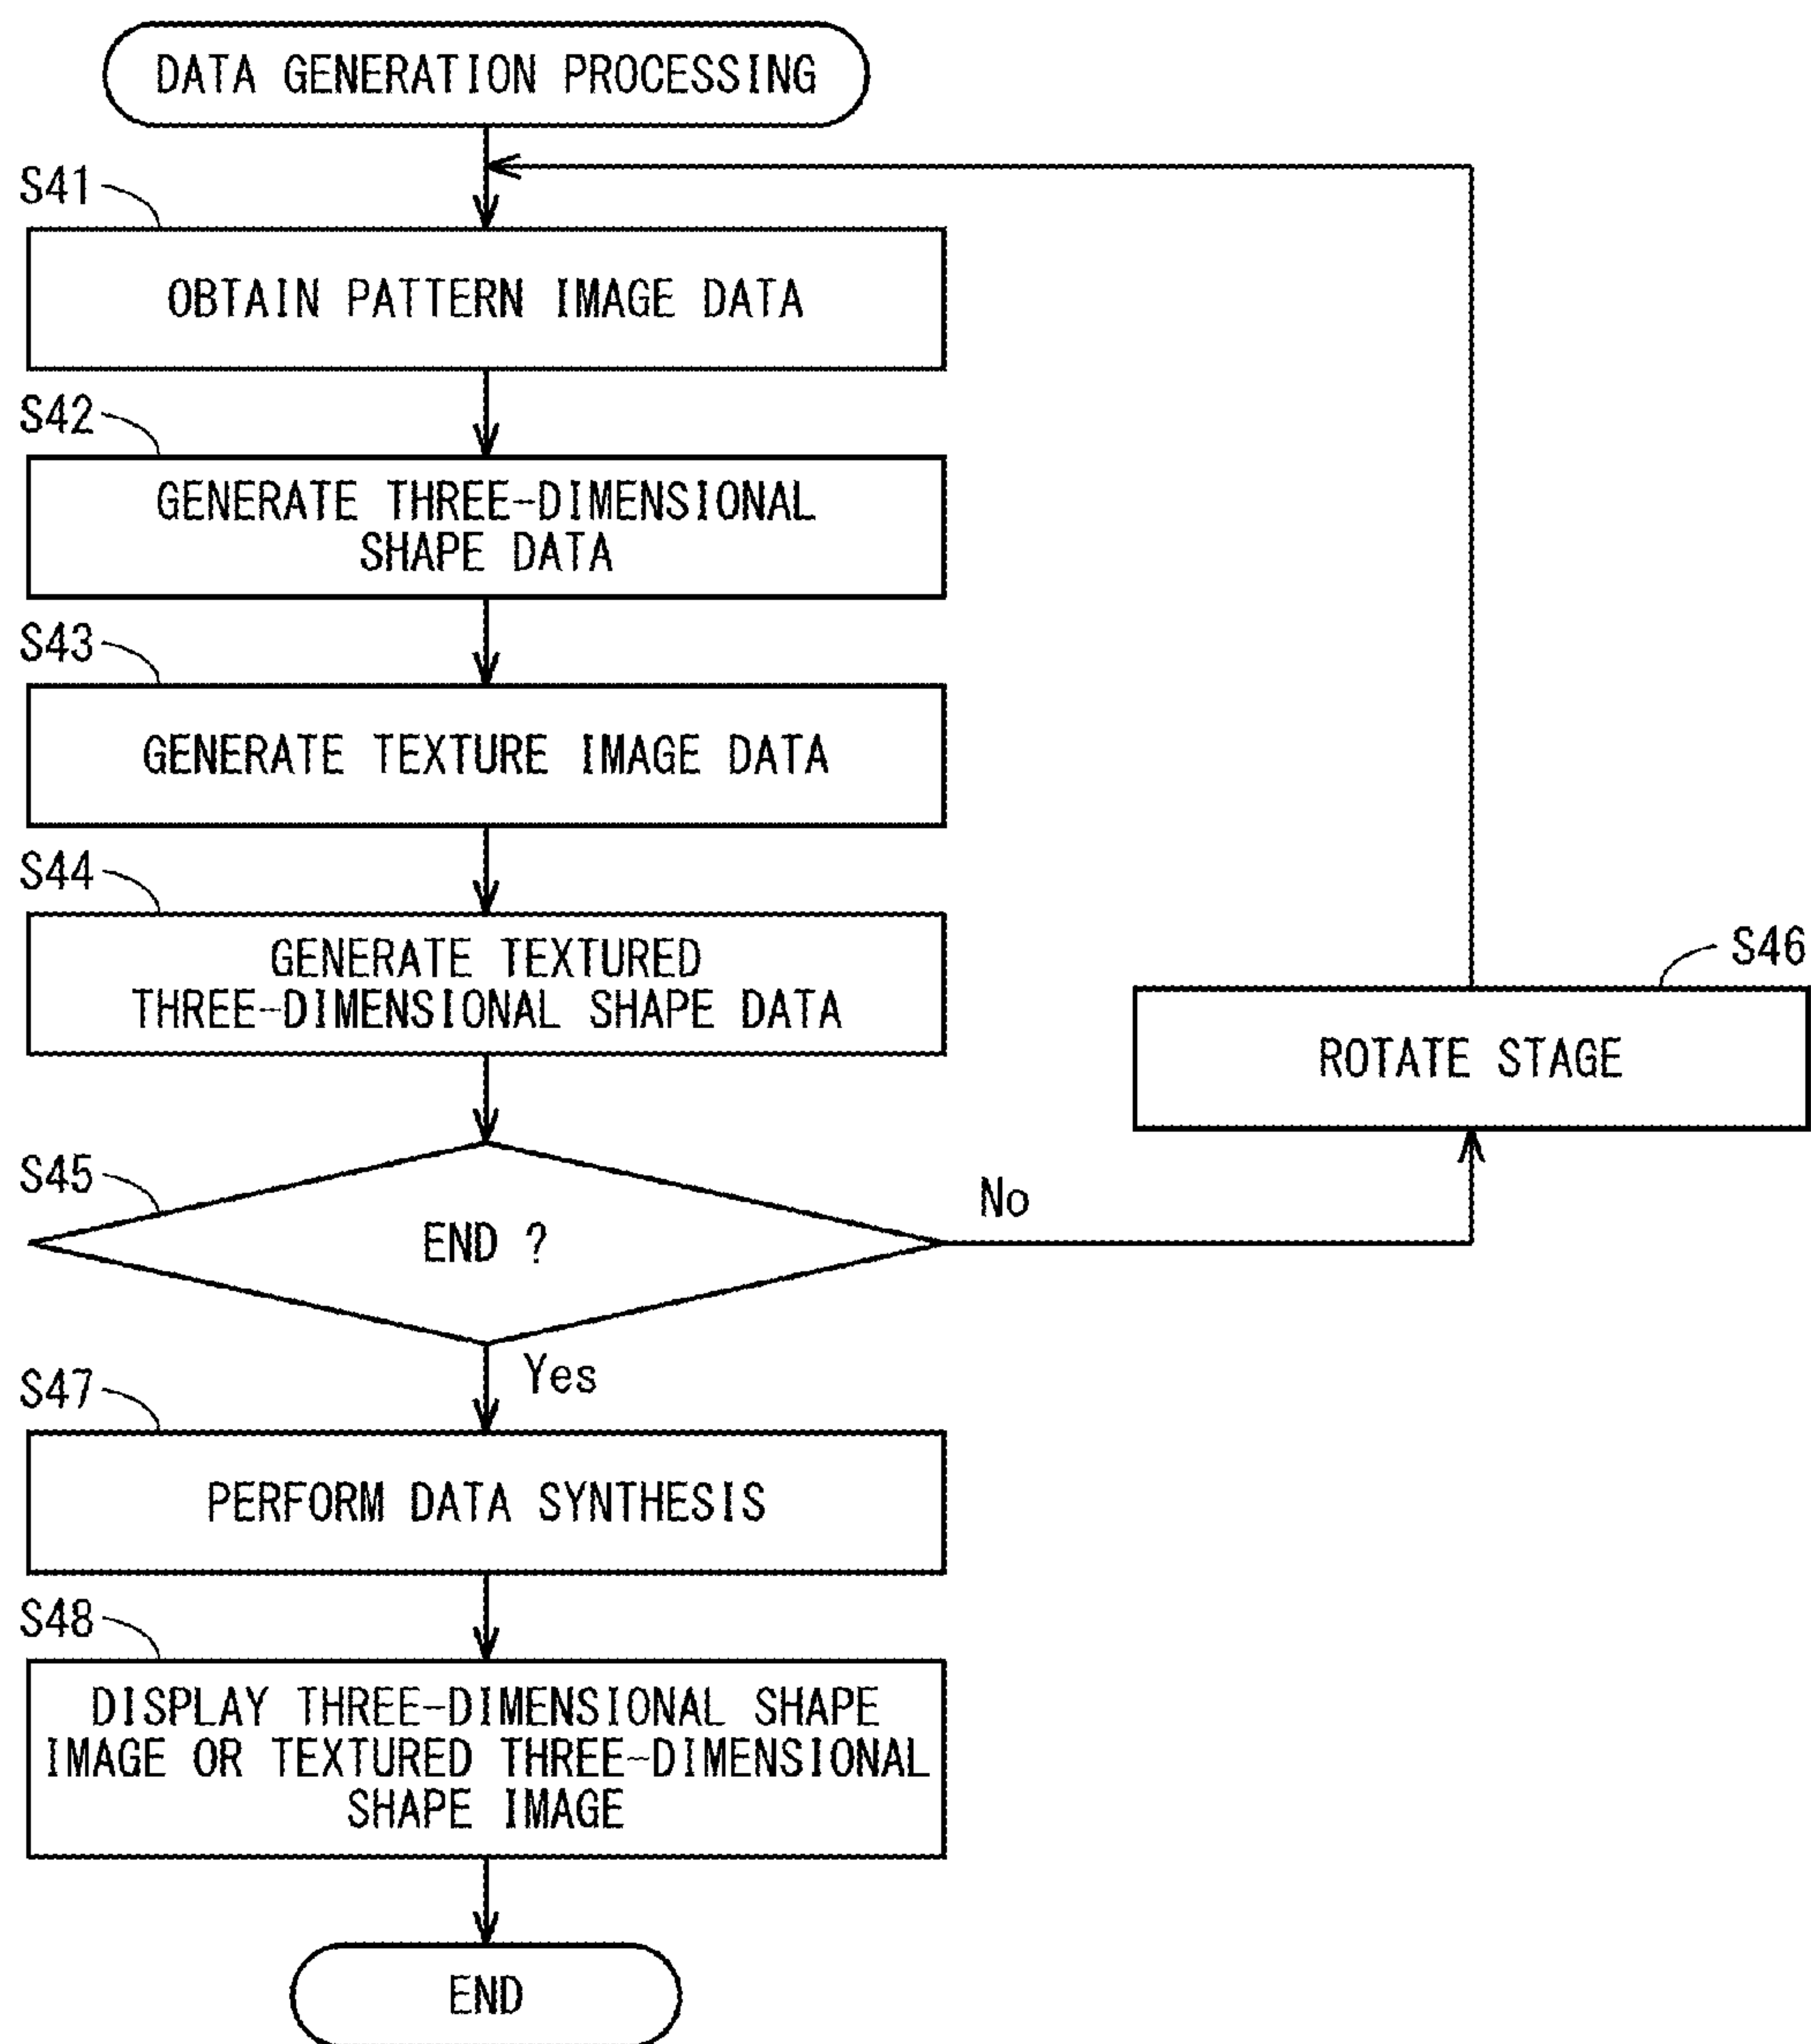 DATA GENERATION PROCESSING
S41
OBTAIN PATTERN IMAGE DATA
S42
GENERATE THREE-DIMENSIONAL
SHAPE DATA
S43
GENERATE TEXTURE IMAGE DATA
S44
GENERATE TEXTURED
THREE-DIMENSIONAL SHAPE DATA
S46
ROTATE STAGE
S45
END ?
No
Yes
S47
PERFORM DATA SYNTHESIS
S48
DISPLAY THREE-DIMENSIONAL SHAPE
IMAGE OR TEXTURED THREE-DIMENSIONAL
SHAPE IMAGE
END